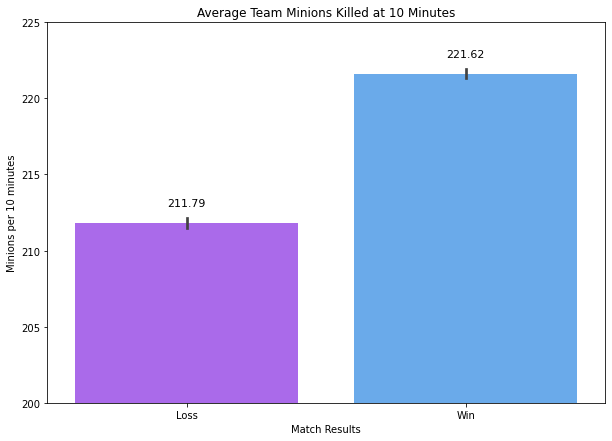 Average Team Minions Killed at 10 Minutes
225
220
215
210
205
200
Minions per 10 minutes
211.79
221.62
Loss
Win
Match Results